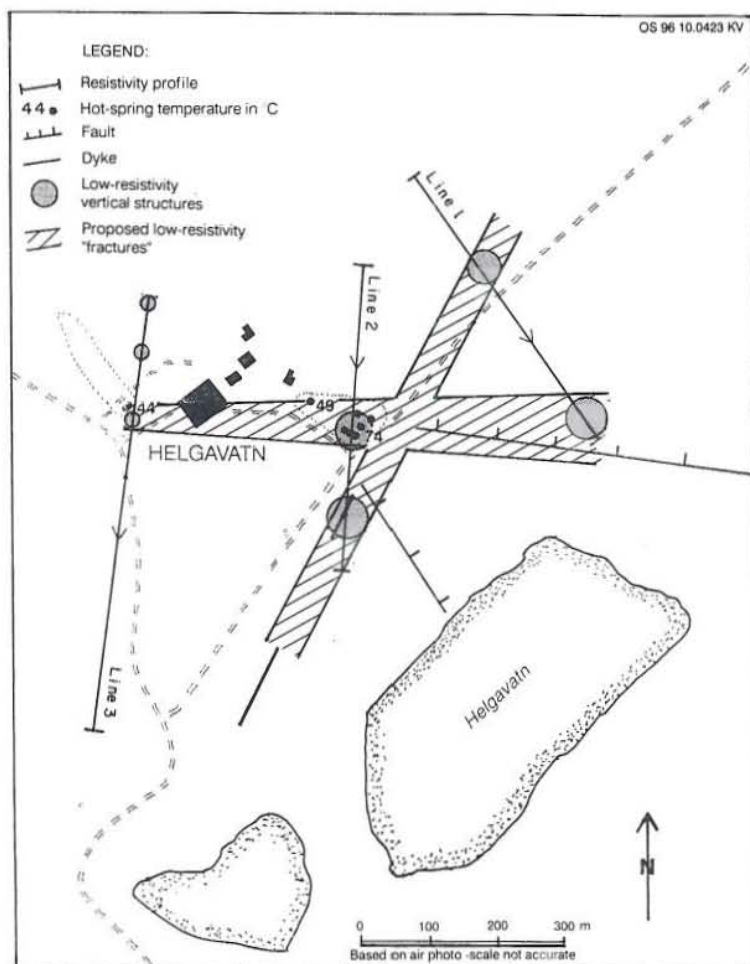 OS 96 10.0423 KV
LEGEND:
Resistivity profile
44 Hot-spring temperature in °C
Fault
Dyke
Low-resistivity
vertical structures
Proposed low-resistivity
"fractures"
Line 1
Line 2
44
49
74
HELGAVATN
Line 3
Helgavatn
N
0 100 200 300 m
Based on air photo -scale not accurate